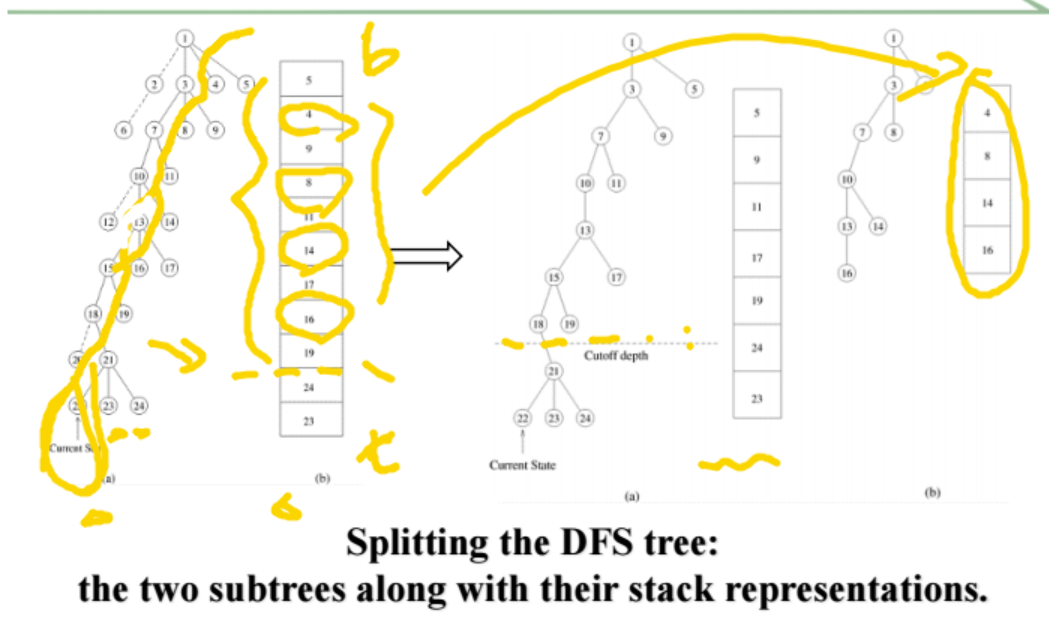 1
2 3 4 5
6 7 8 9
10 11
12 13 14
15 16 17
18 19
21
23 24
Current
(a)
b
5
4
9
8
11
14
17
16
19
24
23
t
(b)
1
3 5
7 9
10 11
13
15 17
18 19
Cutoff depth
21
22 23 24
Current State
(a)
5
9
11
17
19
24
23
1
3
7 8
10
13 14
16
(b)
4
8
14
16
Splitting the DFS tree:
the two subtrees along with their stack representations.